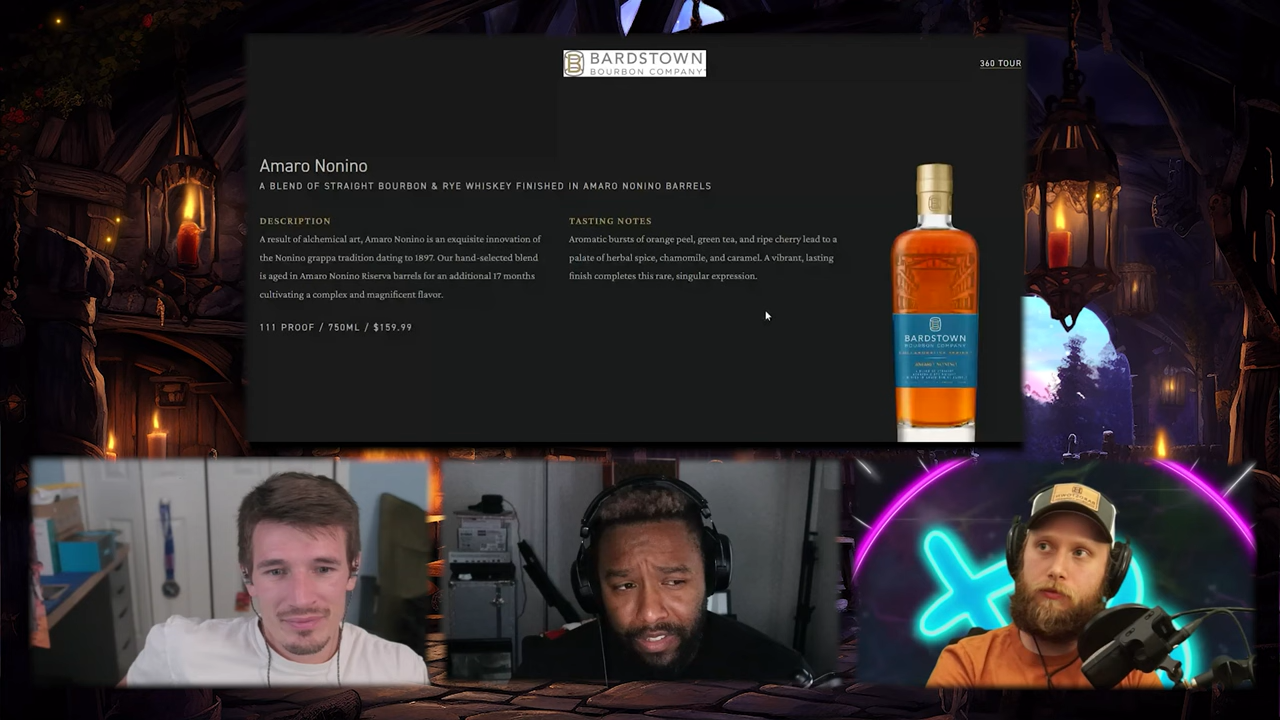 BARDSTOWN
BOURBON COMPANY
360 TOUR
Amaro Nonino
A BLEND OF STRAIGHT BOURBON & RYE WHISKEY FINISHED IN AMARO NONINO BARRELS
DESCRIPTION
A result of alchemical art, Amaro Nonino is an exquisite innovation of
the Nonino grappa tradition dating to 1897. Our hand-selected blend
is aged in Amaro Nonino Riserva barrels for an additional 17 months
cultivating a complex and magnificent flavor.
111 PROOF / 750ML / $159.99
TASTING NOTES
Aromatic bursts of orange peel, green tea, and ripe cherry lead to a
palate of herbal spice, chamomile, and caramel. A vibrant, lasting
finish completes this rare, singular expression.
BARDSTOWN
BOURBON COMPANY